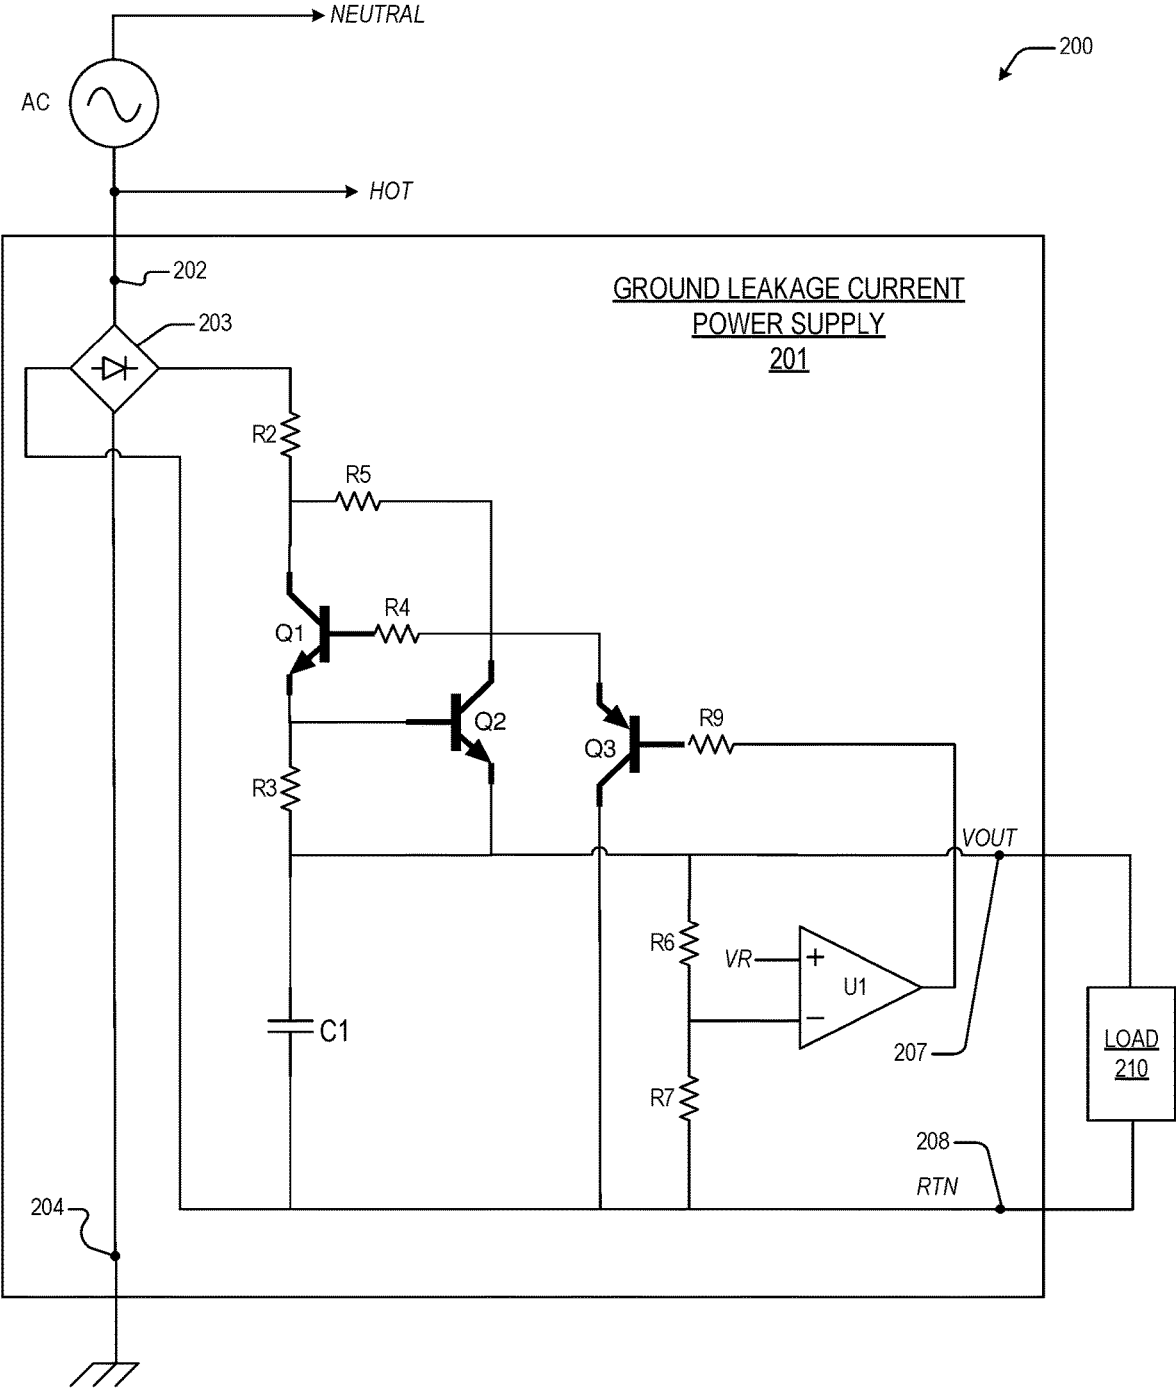 NEUTRAL
200
AC
HOT
202
GROUND LEAKAGE CURRENT
POWER SUPPLY
201
203
R2
R5
R4
Q1
Q2
R9
Q3
R3
VOUT
R6
VR
+
U1
−
C1
207
LOAD
210
R7
208
RTN
204